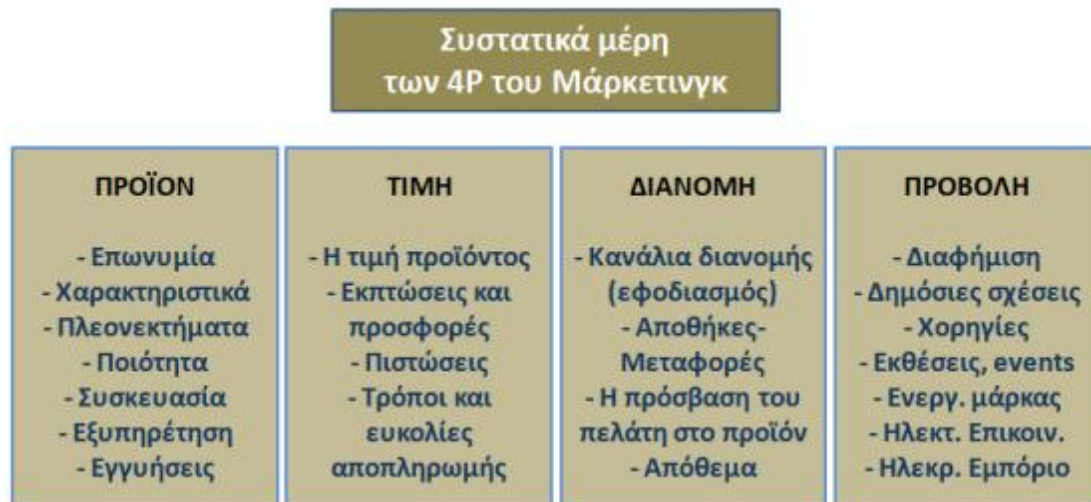 Συστατικά μέρη
των 4P του Μάρκετινγκ
ΠΡΟΪΟΝ
- Επωνυμία
- Χαρακτηριστικά
- Πλεονεκτήματα
- Ποιότητα
- Συσκευασία
- Εξυπηρέτηση
- Εγγυήσεις
ΤΙΜΗ
- Η τιμή προϊόντος
- Εκπτώσεις και
προσφορές
- Πιστώσεις
- Τρόποι και
ευκολίες
αποπληρωμής
ΔΙΑΝΟΜΗ
- Κανάλια διανομής
(εφοδιασμός)
- Αποθήκες-
Μεταφορές
- Η πρόσβαση του
πελάτη στο προϊόν
- Απόθεμα
ΠΡΟΒΟΛΗ
- Διαφήμιση
- Δημόσιες σχέσεις
- Χορηγίες
- Εκθέσεις, events
- Ενεργ. μάρκας
- Ηλεκτ. Επικοιν.
- Ηλεκρ. Εμπόριο